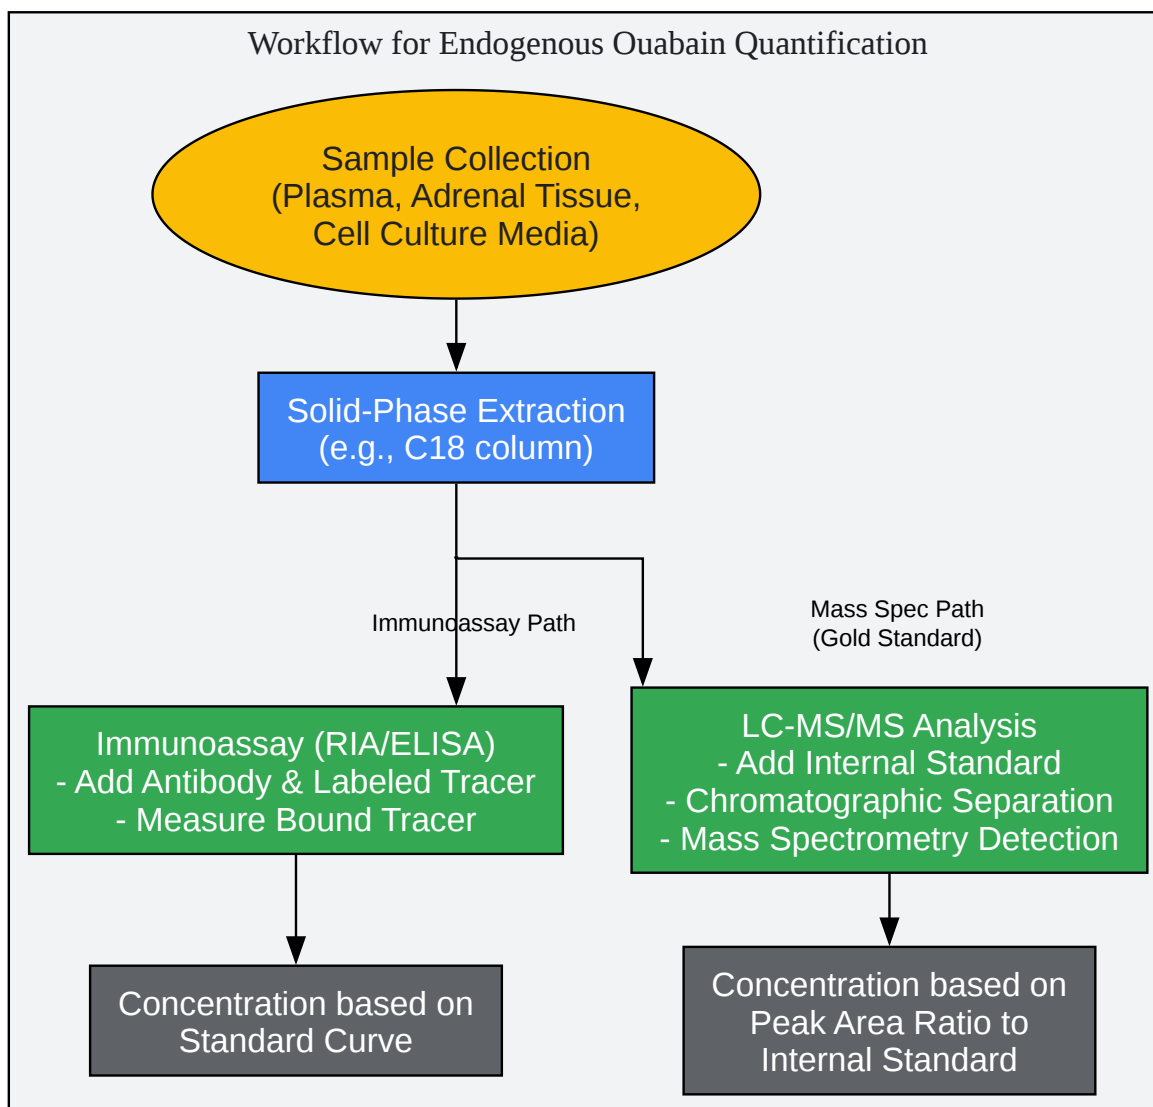 Workflow for Endogenous Ouabain Quantification
Sample Collection
(Plasma, Adrenal Tissue,
Cell Culture Media)
Solid-Phase Extraction
(e.g., C18 column)
Immunoassay Path
Mass Spec Path
(Gold Standard)
Immunoassay (RIA/ELISA)
- Add Antibody & Labeled Tracer
- Measure Bound Tracer
LC-MS/MS Analysis
- Add Internal Standard
- Chromatographic Separation
- Mass Spectrometry Detection
Concentration based on
Standard Curve
Concentration based on
Peak Area Ratio to
Internal Standard